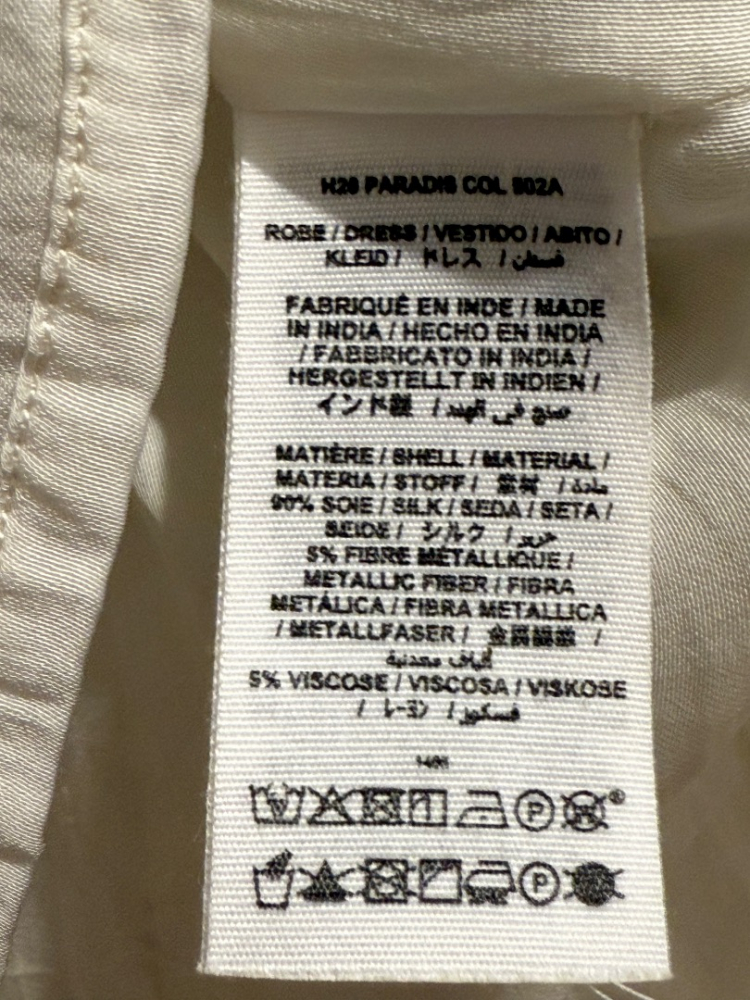 H26 PARADIS COL 802A
ROBE / DRESS / VESTIDO / ABITO /
KLEID / ドレス / فستان
FABRIQUÉ EN INDE / MADE
IN INDIA / HECHO EN INDIA
/ FABBRICATO IN INDIA /
HERGESTELLT IN INDIEN /
インド製 / صنع في الهند
MATIÈRE / SHELL / MATERIAL /
MATERIA / STOFF / 素材 / مادة
90% SOIE / SILK / SEDA / SETA /
SEIDE / シルク / حرير
5% FIBRE MÉTALLIQUE /
METALLIC FIBER / FIBRA
METÁLICA / FIBRA METALLICA
/ METALLFASER / 金属繊維 /
ألياف معدنية
5% VISCOSE / VISCOSA / VISKOSE
/ レーヨン / فسكوز
P
P